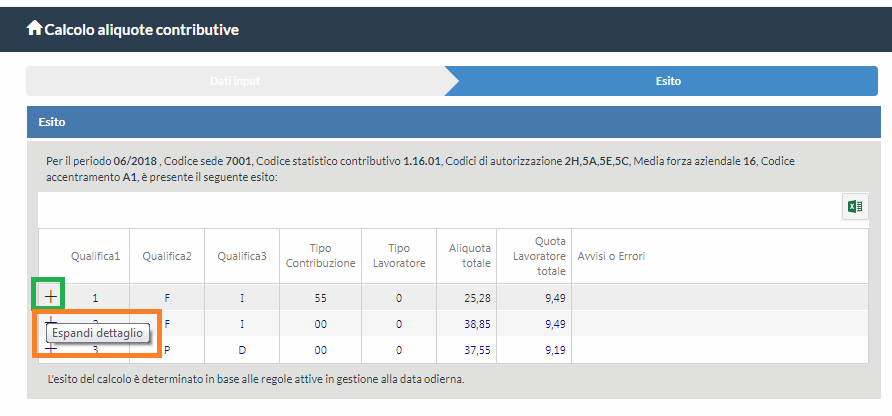 Calcolo aliquote contributive
Dati input
Esito
Esito
Per il periodo 06/2018 , Codice sede 7001, Codice statistico contributivo 1.16.01, Codici di autorizzazione 2H,5A,5E,5C, Media forza aziendale 16, Codice
accentramento A1, è presente il seguente esito:
Qualifica1 Qualifica2 Qualifica3 Tipo Contribuzione Tipo Lavoratore Aliquota totale Quota Lavoratore totale Avvisi o Errori
+ 1 F I 55 0 25,28 9,49
F I 00 0 38,85 9,49
Espandi dettaglio
3 P D 00 0 37,55 9,19
L'esito del calcolo è determinato in base alle regole attive in gestione alla data odierna.